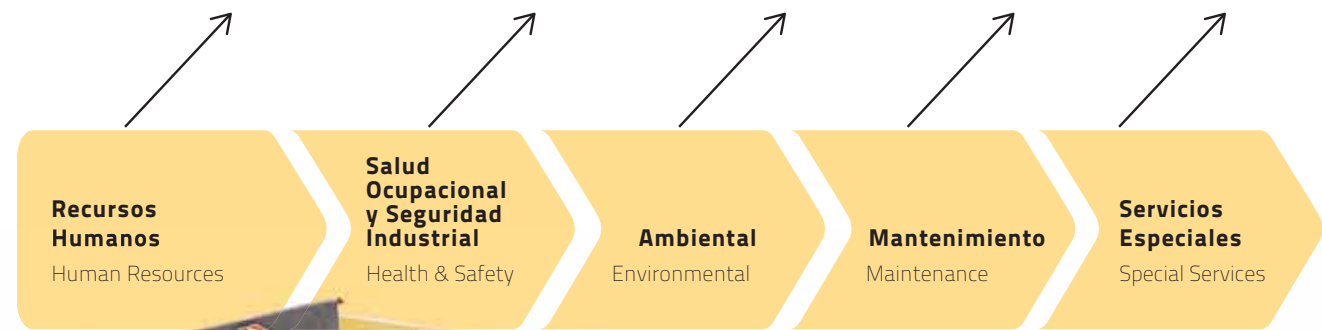 Recursos
Humanos
Human Resources
Salud
Ocupacional
y Seguridad
Industrial
Health & Safety
Ambiental
Environmental
Mantenimiento
Maintenance
Servicios
Especiales
Special Services